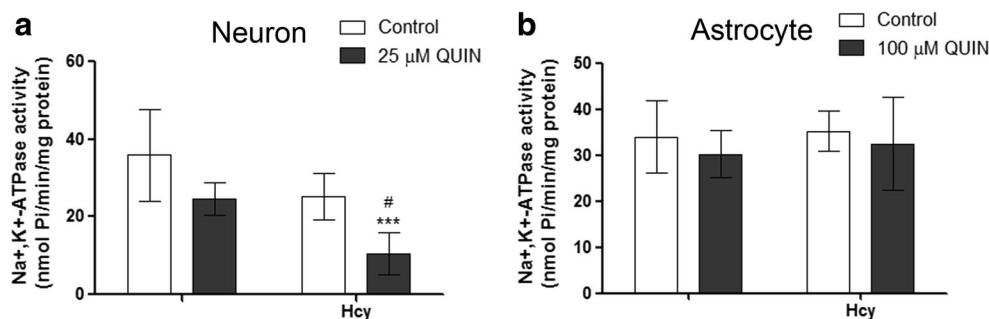 a
Neuron
Control
25 μM QUIN
Na+,K+-ATPase activity
(nmol Pi/min/mg protein)
60
40
20
0
#
***
Hcy
b
Astrocyte
Control
100 μM QUIN
Na+,K+-ATPase activity
(nmol Pi/min/mg protein)
50
40
30
20
10
0
Hcy